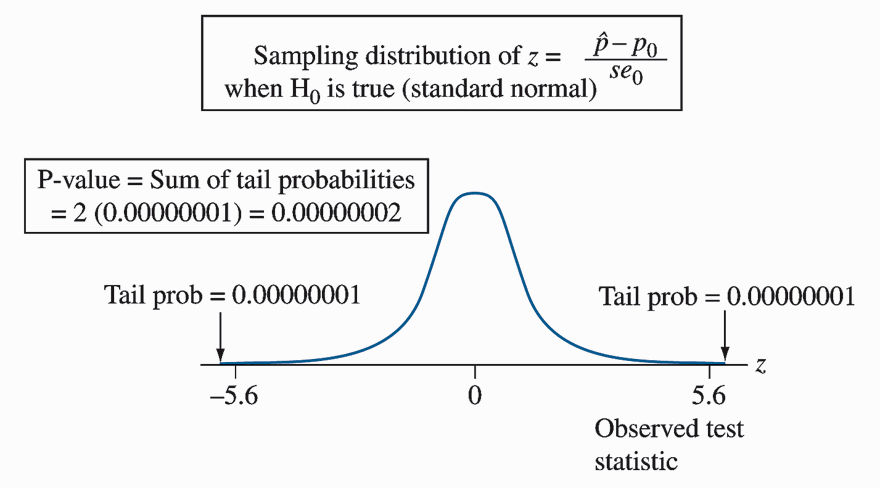 Sampling distribution of z = p̂ – p₀ / se₀
when H₀ is true (standard normal)
P-value = Sum of tail probabilities
= 2 (0.00000001) = 0.00000002
Tail prob = 0.00000001
Tail prob = 0.00000001
z
–5.6
0
5.6
Observed test
statistic